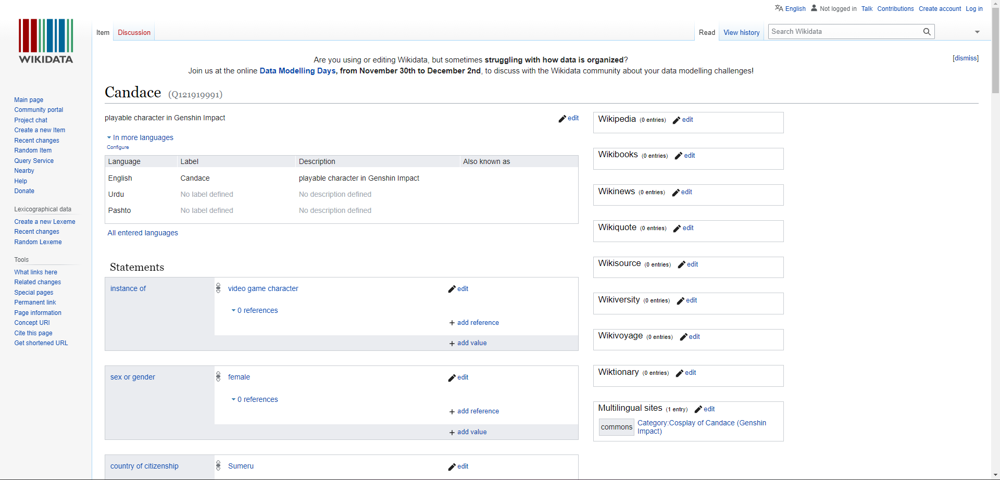 English Not logged in Talk Contributions Create account Log in
WIKIDATA
Item Discussion Read View history Search Wikidata
Are you using or editing Wikidata, but sometimes struggling with how data is organized?
[dismiss]
Join us at the online Data Modelling Days, from November 30th to December 2nd, to discuss with the Wikidata community about your data modelling challenges!
Main page
Community portal
Project chat
Create a new Item
Recent changes
Random Item
Query Service
Nearby
Help
Donate
Lexicographical data
Create a new Lexeme
Recent changes
Random Lexeme
Tools
What links here
Related changes
Special pages
Permanent link
Page information
Concept URI
Cite this page
Get shortened URL
Candace (Q121919991)
playable character in Genshin Impact edit
In more languages
Configure
Language Label Description Also known as
English Candace playable character in Genshin Impact
Urdu No label defined No description defined
Pashto No label defined No description defined
All entered languages
Statements
instance of video game character edit
0 references
+ add reference
+ add value
sex or gender female edit
0 references
+ add reference
+ add value
country of citizenship Sumeru edit
Wikipedia (0 entries) edit
Wikibooks (0 entries) edit
Wikinews (0 entries) edit
Wikiquote (0 entries) edit
Wikisource (0 entries) edit
Wikiversity (0 entries) edit
Wikivoyage (0 entries) edit
Wiktionary (0 entries) edit
Multilingual sites (1 entry) edit
commons Category:Cosplay of Candace (Genshin
Impact)